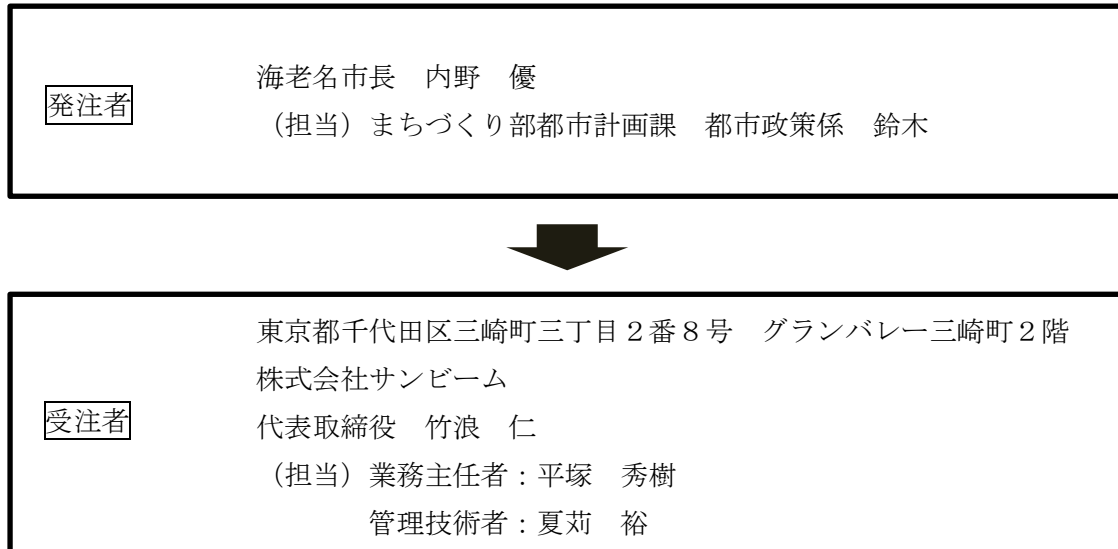 発注者
海老名市長　内野　優
（担当）まちづくり部都市計画課　都市政策係　鈴木
東京都千代田区三崎町三丁目２番８号　グランバレー三崎町２階
株式会社サンビーム
受注者
代表取締役　竹浪　仁
（担当）業務主任者：平塚　秀樹
管理技術者：夏苅　裕